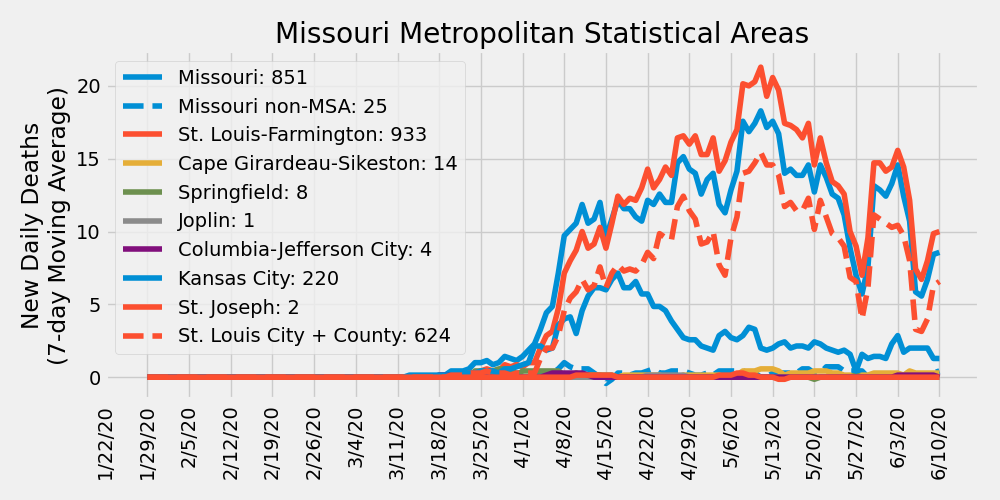 Missouri Metropolitan Statistical Areas
New Daily Deaths
(7-day Moving Average)
20
15
10
5
0
Missouri: 851
Missouri non-MSA: 25
St. Louis-Farmington: 933
Cape Girardeau-Sikeston: 14
Springfield: 8
Joplin: 1
Columbia-Jefferson City: 4
Kansas City: 220
St. Joseph: 2
St. Louis City + County: 624
1/22/20
1/29/20
2/5/20
2/12/20
2/19/20
2/26/20
3/4/20
3/11/20
3/18/20
3/25/20
4/1/20
4/8/20
4/15/20
4/22/20
4/29/20
5/6/20
5/13/20
5/20/20
5/27/20
6/3/20
6/10/20